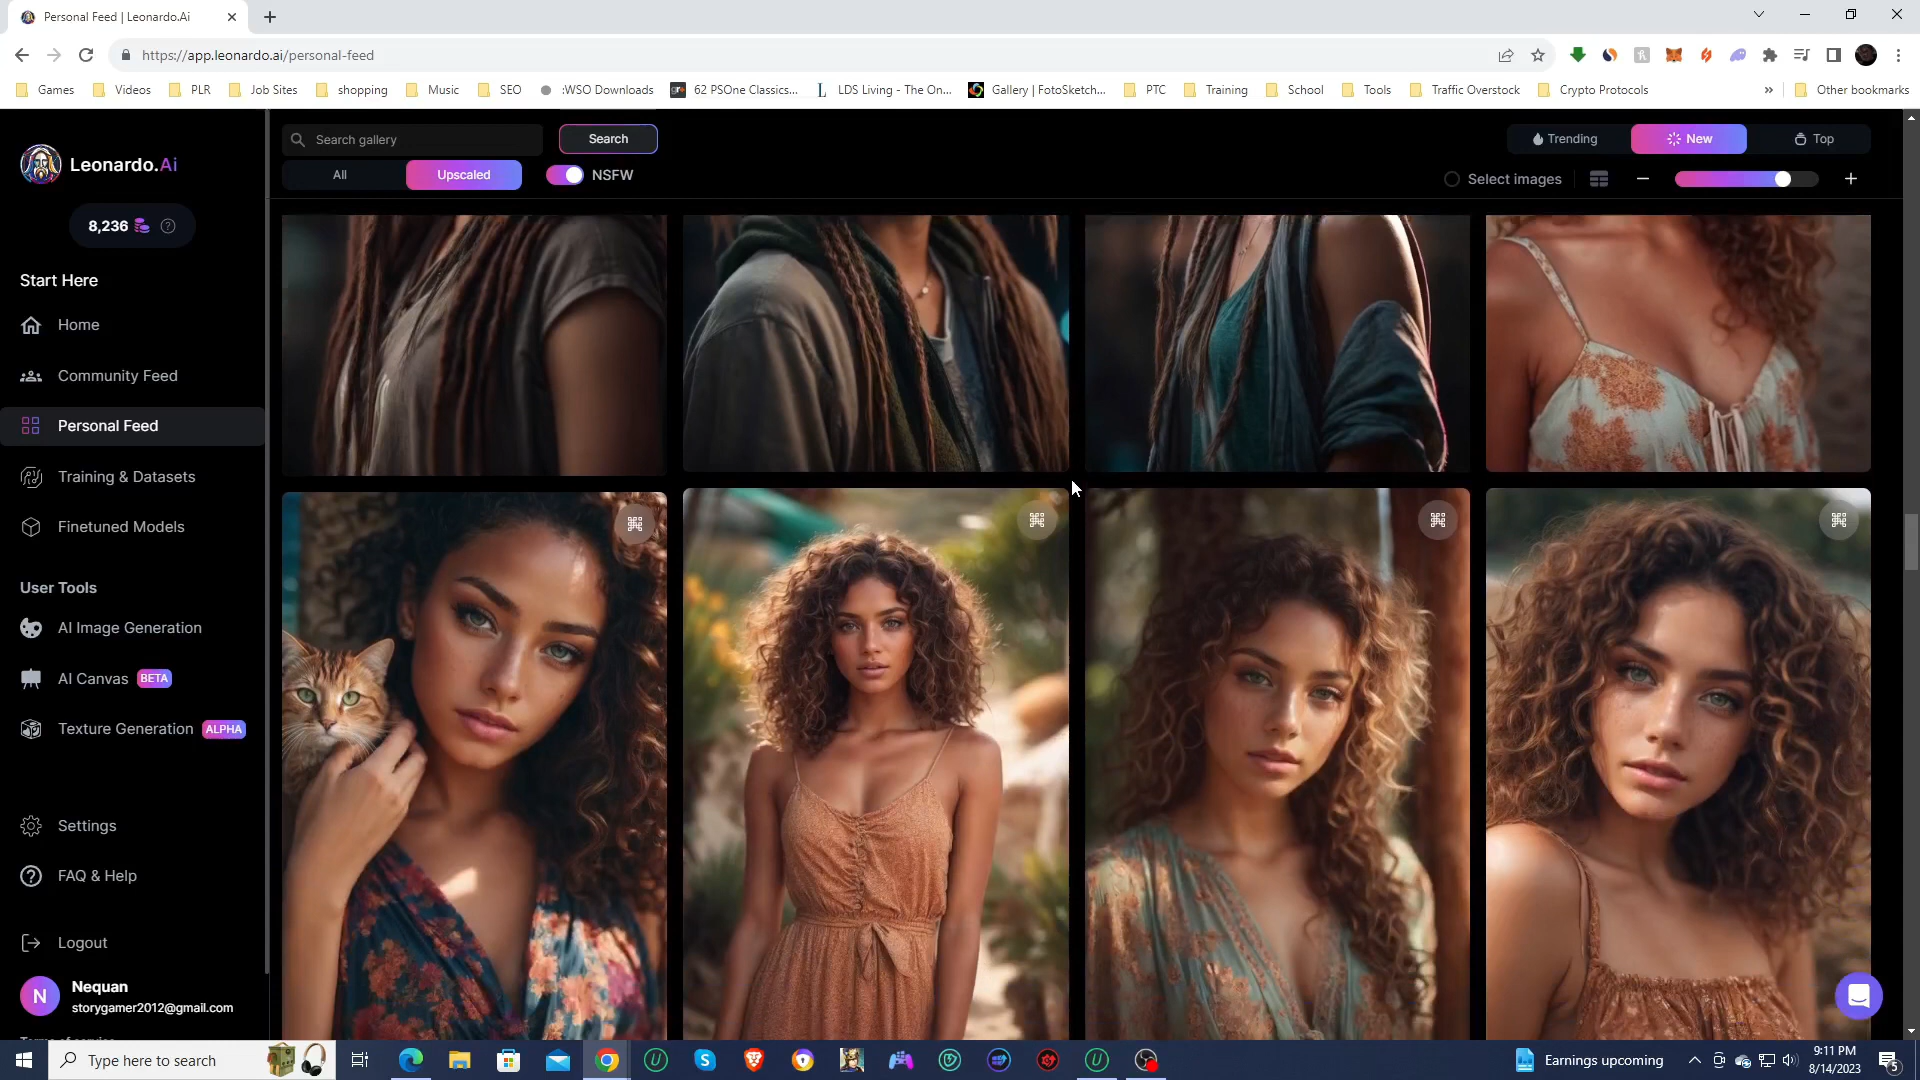 Personal Feed | Leonardo.Ai
https://app.leonardo.ai/personal-feed
Games
Videos
PLR
Job Sites
shopping
Music
SEO
:WSO Downloads
62 PSOne Classics...
LDS Living - The On...
Gallery | FotoSketch...
PTC
Training
School
Tools
Traffic Overstock
Crypto Protocols
Other bookmarks
Leonardo.Ai
8,236
Start Here
Home
Community Feed
Personal Feed
Training & Datasets
Finetuned Models
User Tools
AI Image Generation
AI Canvas BETA
Texture Generation ALPHA
Settings
FAQ & Help
Logout
N
Nequan
storygamer2012@gmail.com
Search gallery
Search
Trending
New
Top
All
Upscaled
NSFW
Select images
Type here to search
Earnings upcoming
9:11 PM
8/14/2023
5